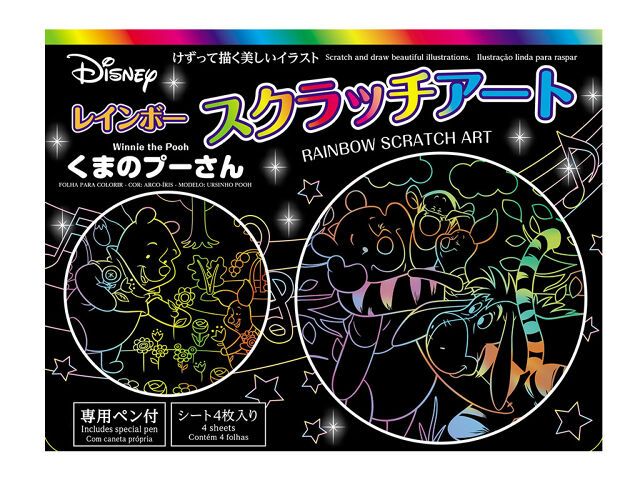 Disney
けずって描く美しいイラスト Scratch and draw beautiful illustrations. Ilustração linda para raspar
レインボー スクラッチアート
RAINBOW SCRATCH ART
Winnie the Pooh
くまのプーさん
FOLHA PARA COLORIR - COR: ARCO-ÍRIS - MODELO: URSINHO POOH
専用ペン付
Includes special pen
Com caneta própria
シート4枚入り
4 sheets
Contém 4 folhas